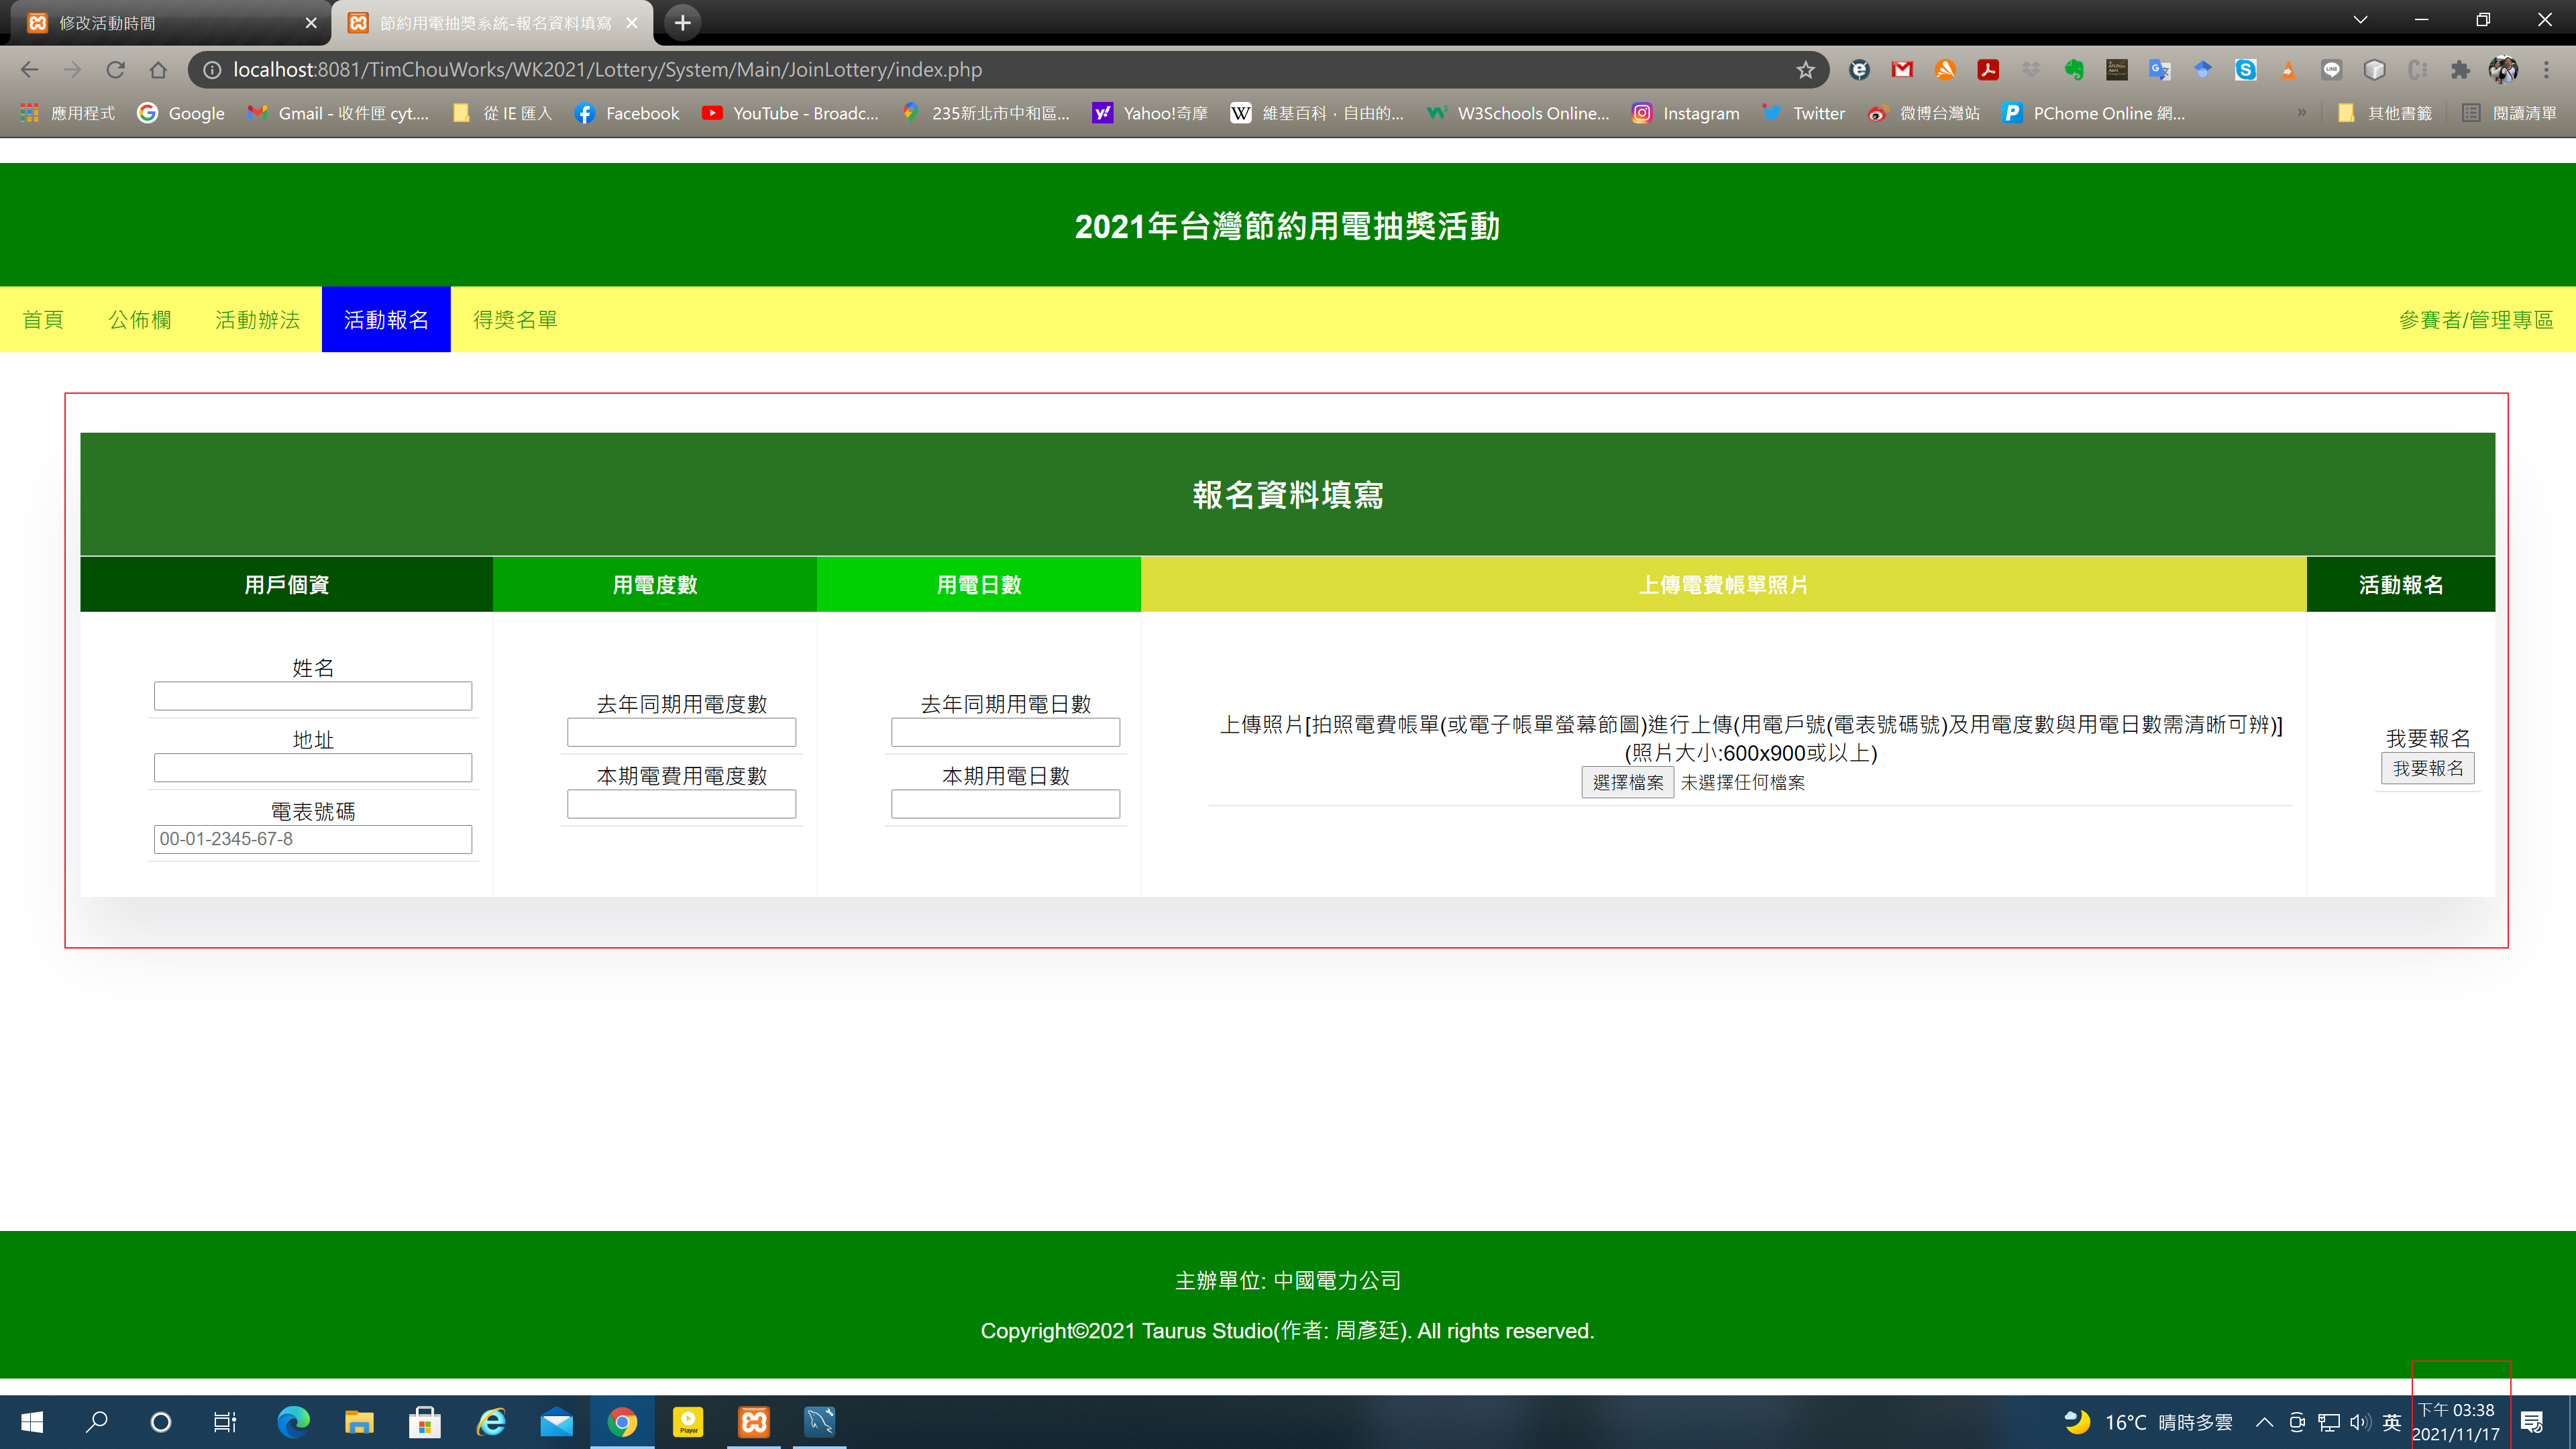 修改活動時間
節約用電抽獎系統-報名資料填寫
localhost:8081/TimChouWorks/WK2021/Lottery/System/Main/JoinLottery/index.php
應用程式 Google Gmail - 收件匣 cyt.... 從 IE 匯入 Facebook YouTube - Broadc... 235新北市中和區... Yahoo!奇摩 維基百科，自由的... W3Schools Online... Instagram Twitter 微博台灣站 PChome Online 網... » 其他書籤 閱讀清單
2021年台灣節約用電抽獎活動
首頁 公佈欄 活動辦法 活動報名 得獎名單 參賽者/管理專區
報名資料填寫
用戶個資 用電度數 用電日數 上傳電費帳單照片 活動報名
姓名
地址
電表號碼
00-01-2345-67-8
去年同期用電度數
本期電費用電度數
去年同期用電日數
本期用電日數
上傳照片[拍照電費帳單(或電子帳單螢幕節圖)進行上傳(用電戶號(電表號碼號)及用電度數與用電日數需清晰可辨)]
(照片大小:600x900或以上)
選擇檔案 未選擇任何檔案
我要報名
我要報名
主辦單位: 中國電力公司
Copyright©2021 Taurus Studio(作者: 周彥廷). All rights reserved.
16°C 晴時多雲 英 下午 03:38
2021/11/17